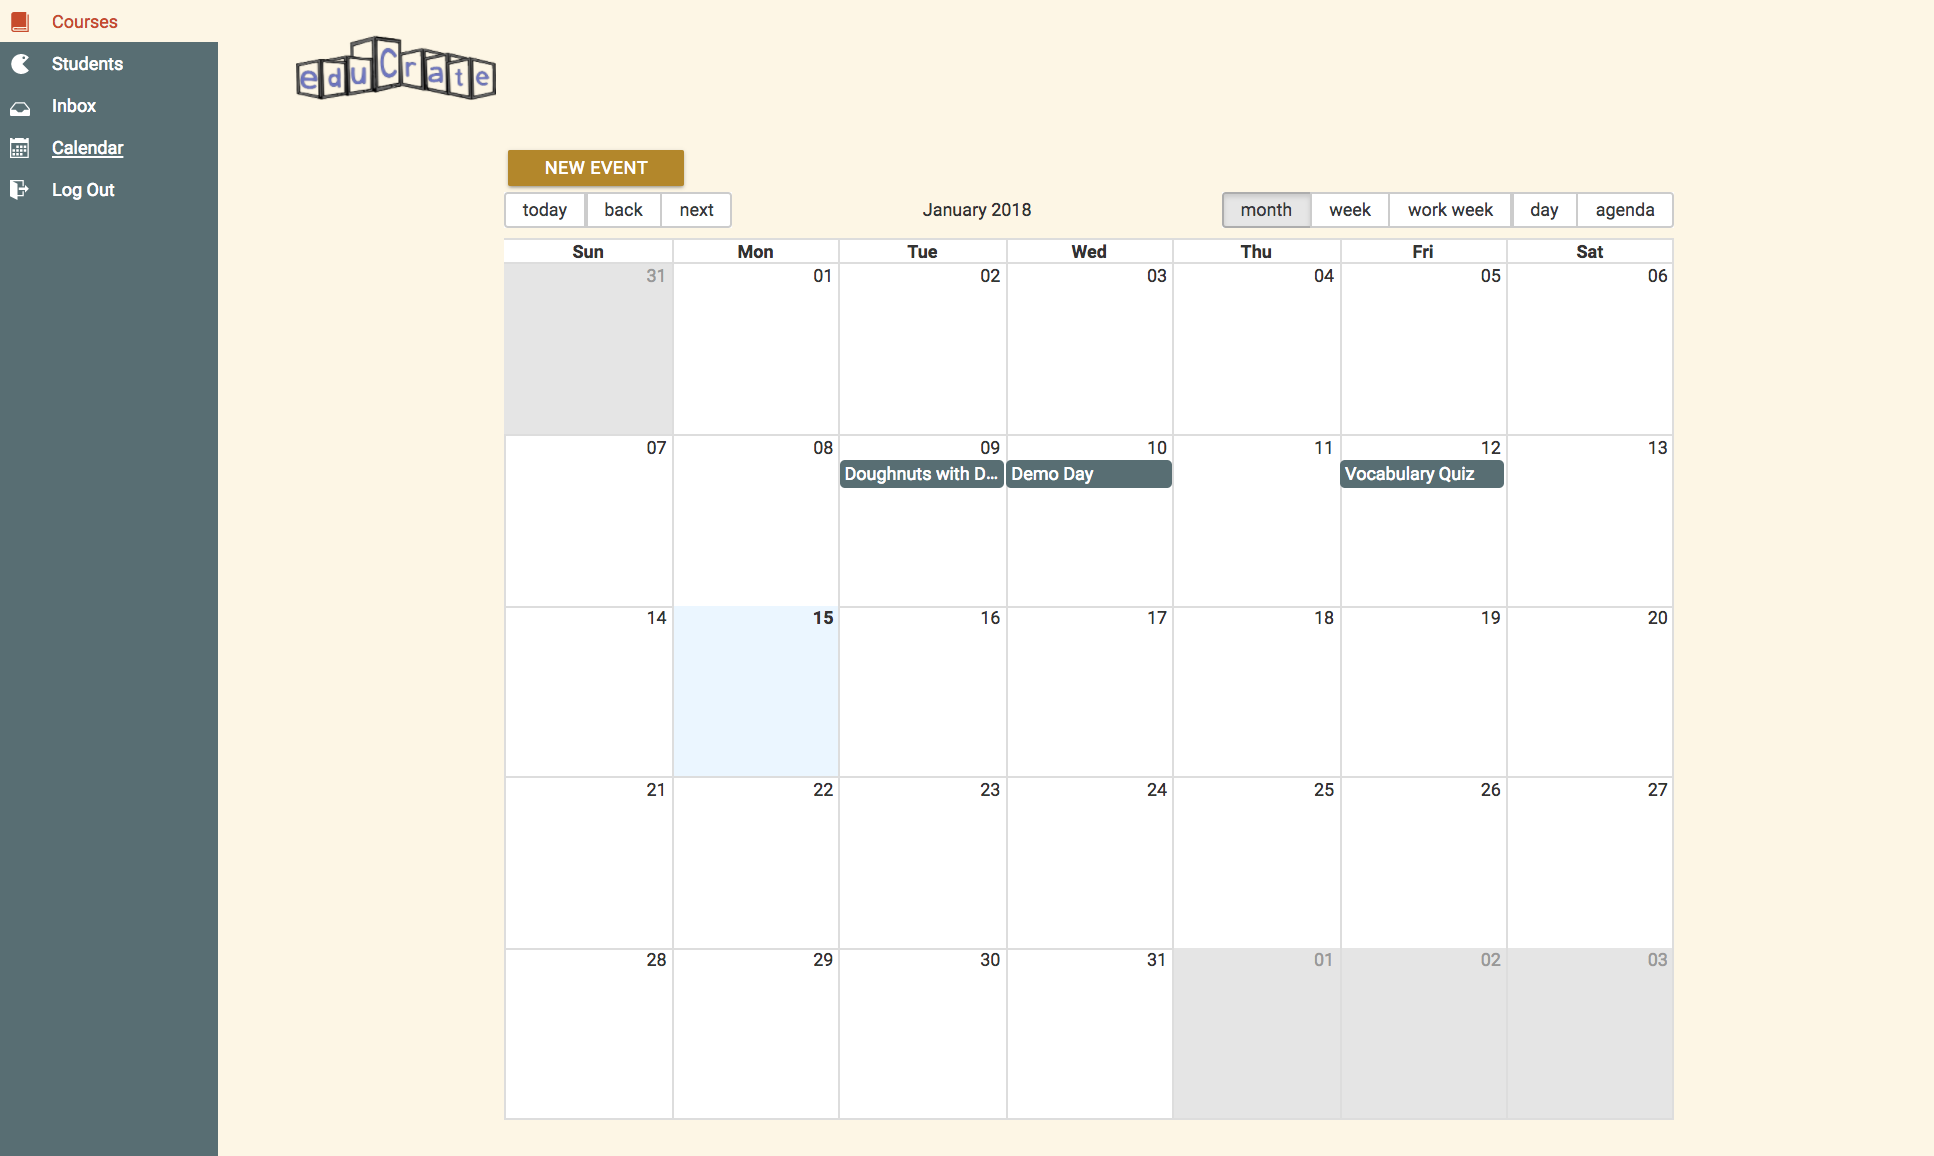 Courses
Students
Inbox
Calendar
Log Out
eduCrate
NEW EVENT
today back next
January 2018
month week work week day agenda
Sun Mon Tue Wed Thu Fri Sat
31 01 02 03 04 05 06
07 08 09 10 11 12 13
Doughnuts with D... Demo Day Vocabulary Quiz
14 15 16 17 18 19 20
21 22 23 24 25 26 27
28 29 30 31 01 02 03